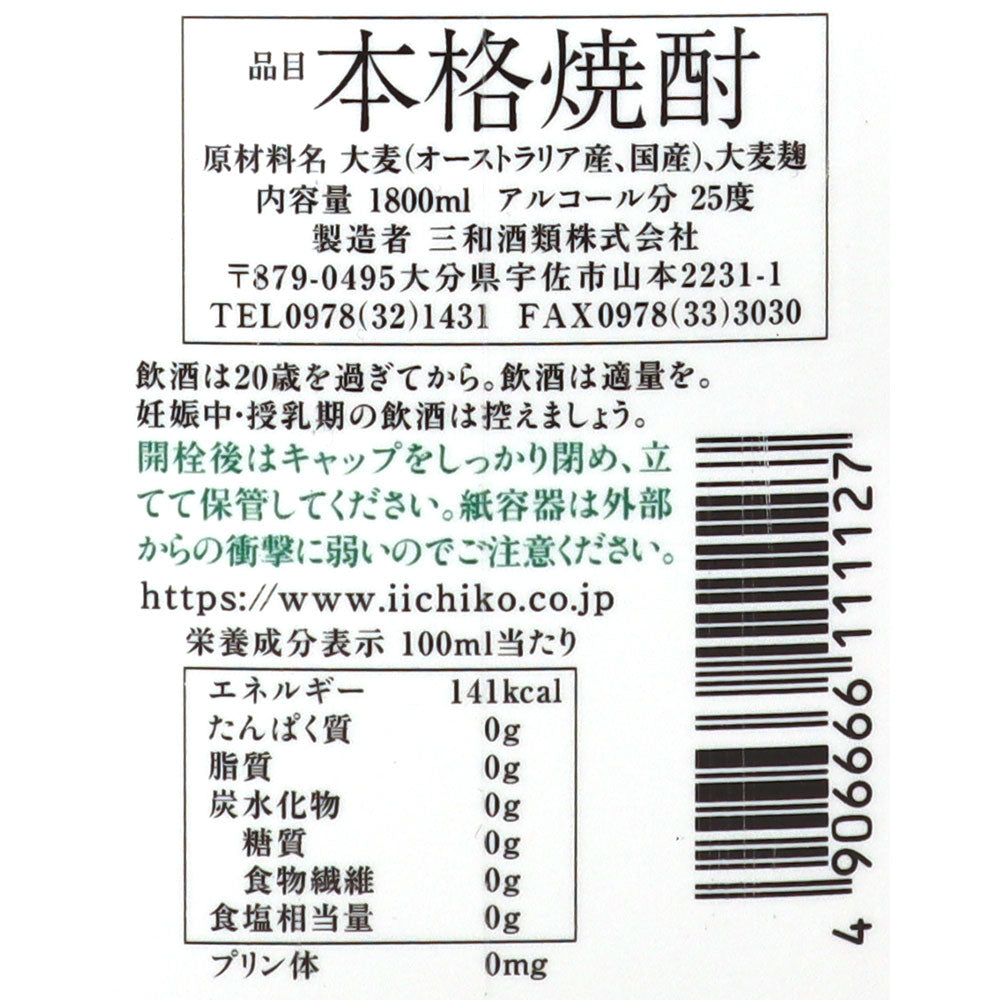 品目 本格焼酎
原材料名 大麦(オーストラリア産、国産)、大麦麹
内容量 1800ml アルコール分 25度
製造者 三和酒類株式会社
〒879-0495大分県宇佐市山本2231-1
TEL0978(32)1431 FAX0978(33)3030
飲酒は20歳を過ぎてから。飲酒は適量を。
妊娠中・授乳期の飲酒は控えましょう。
開栓後はキャップをしっかり閉め、立
てて保管してください。紙容器は外部
からの衝撃に弱いのでご注意ください。
https://www.iichiko.co.jp
栄養成分表示 100ml当たり
エネルギー 141kcal
たんぱく質 0g
脂質 0g
炭水化物 0g
糖質 0g
食物繊維 0g
食塩相当量 0g
プリン体 0mg
4 906996 111127